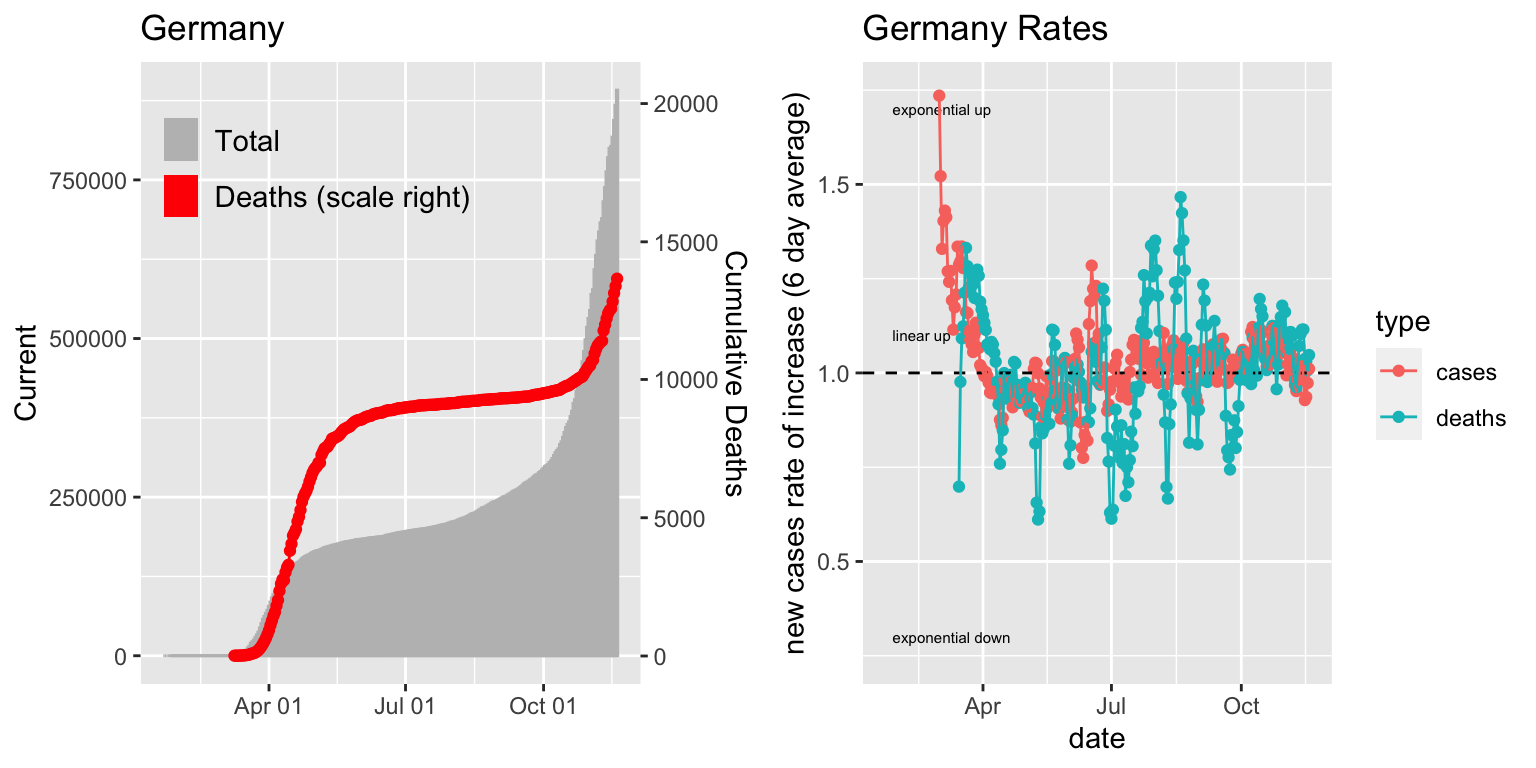 Germany
Total
Deaths (scale right)
Current
750000
500000
250000
0
20000
15000
10000
5000
0
Cumulative Deaths
Apr 01
Jul 01
Oct 01
Germany Rates
new cases rate of increase (6 day average)
1.5
1.0
0.5
exponential up
linear up
exponential down
Apr
Jul
Oct
date
type
cases
deaths